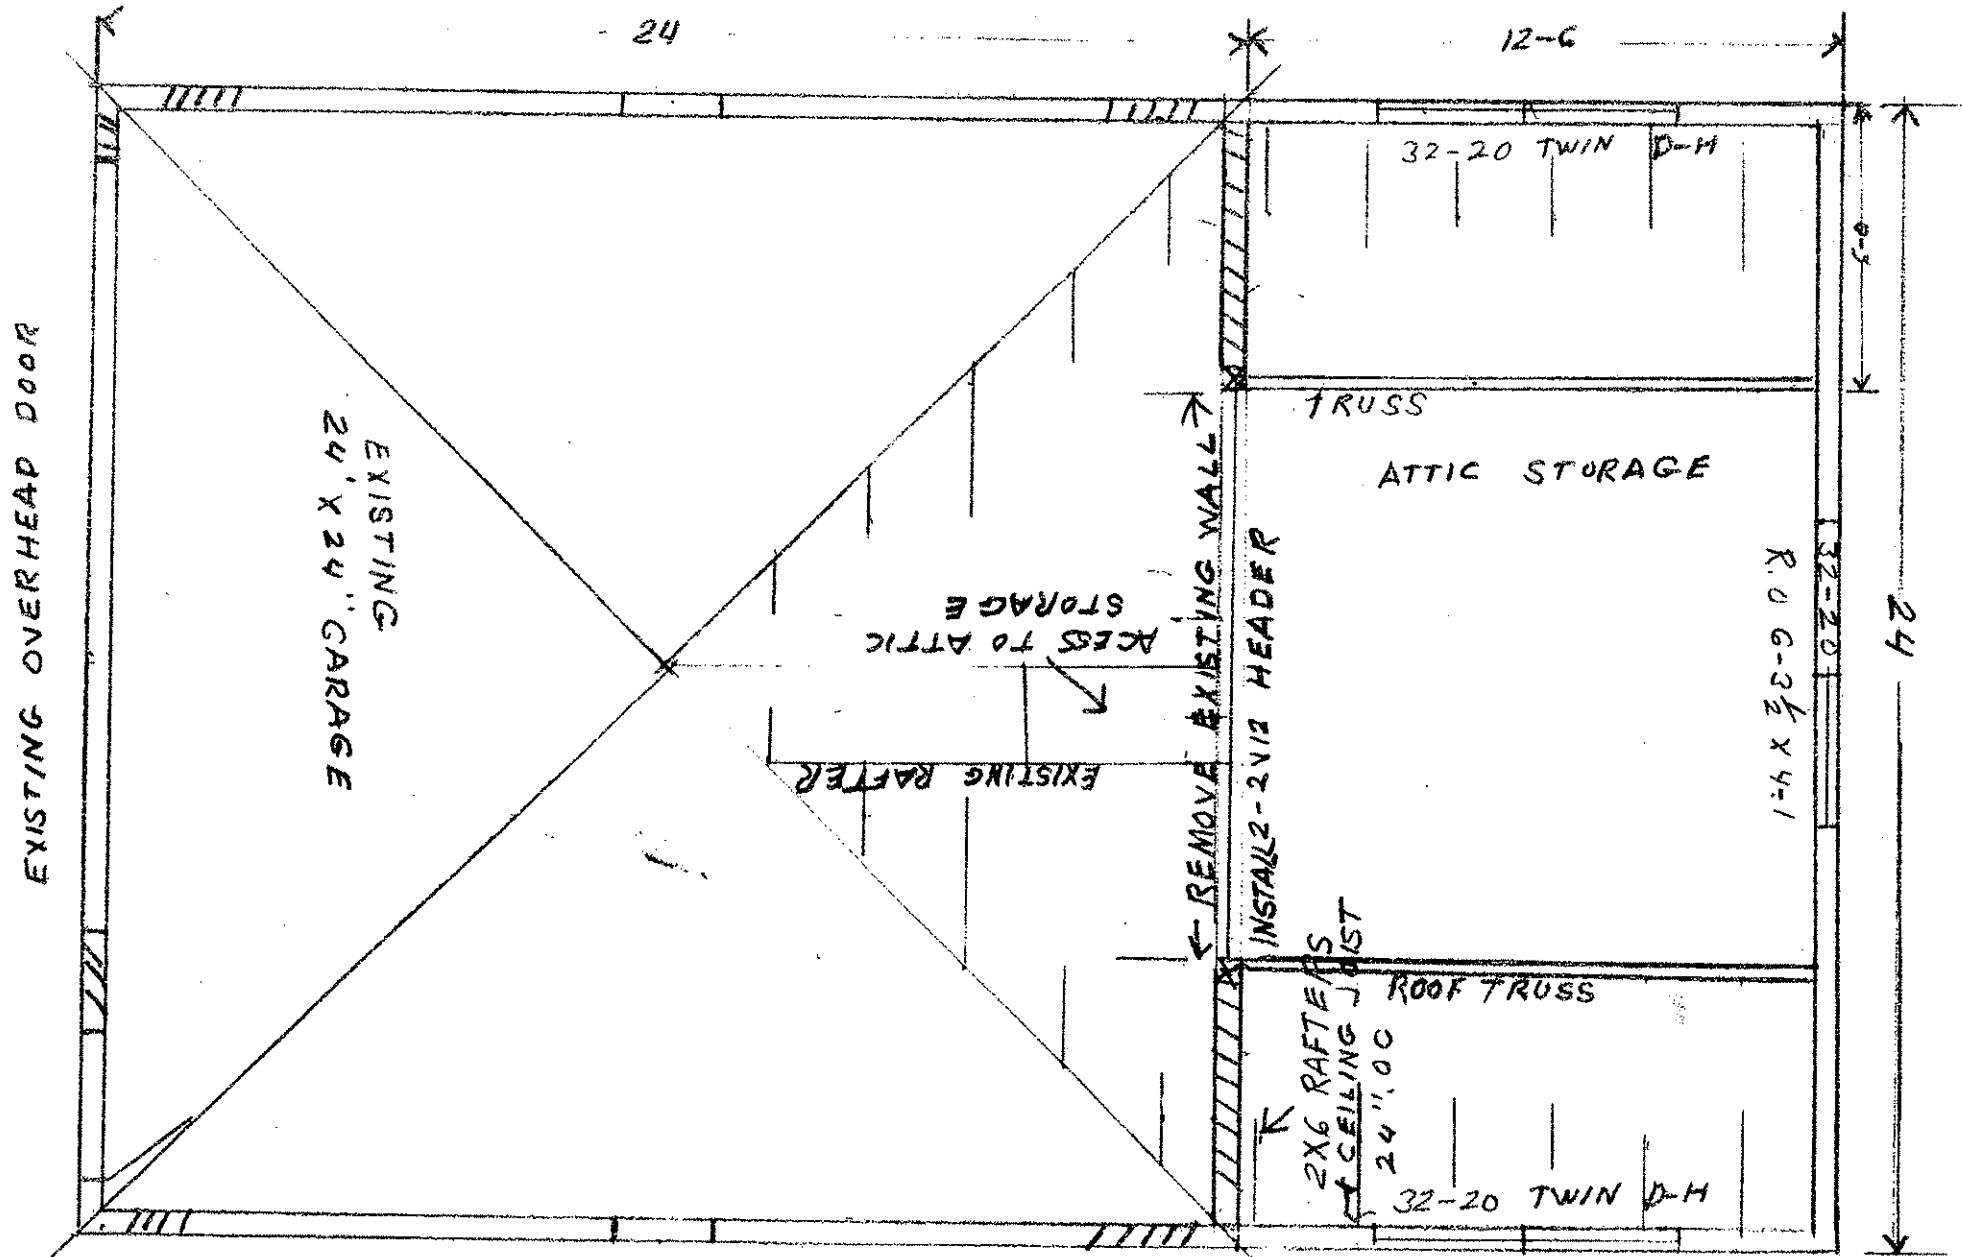 24
12-6
32-20 TWIN D-H
6-0
24
EXISTING OVERHEAD DOOR
EXISTING
24' X 24" GARAGE
TRUSS
ATTIC STORAGE
32-20
R.O 6-3½ X 4-1
ACESS TO ATTIC
STORAGE
EXISTING RAFTER
REMOVE EXISTING WALL
INSTALL 2-2X12 HEADER
ROOF TRUSS
2X6 RAFTERS
CEILING JOIST
24".OC
32-20 TWIN D-H